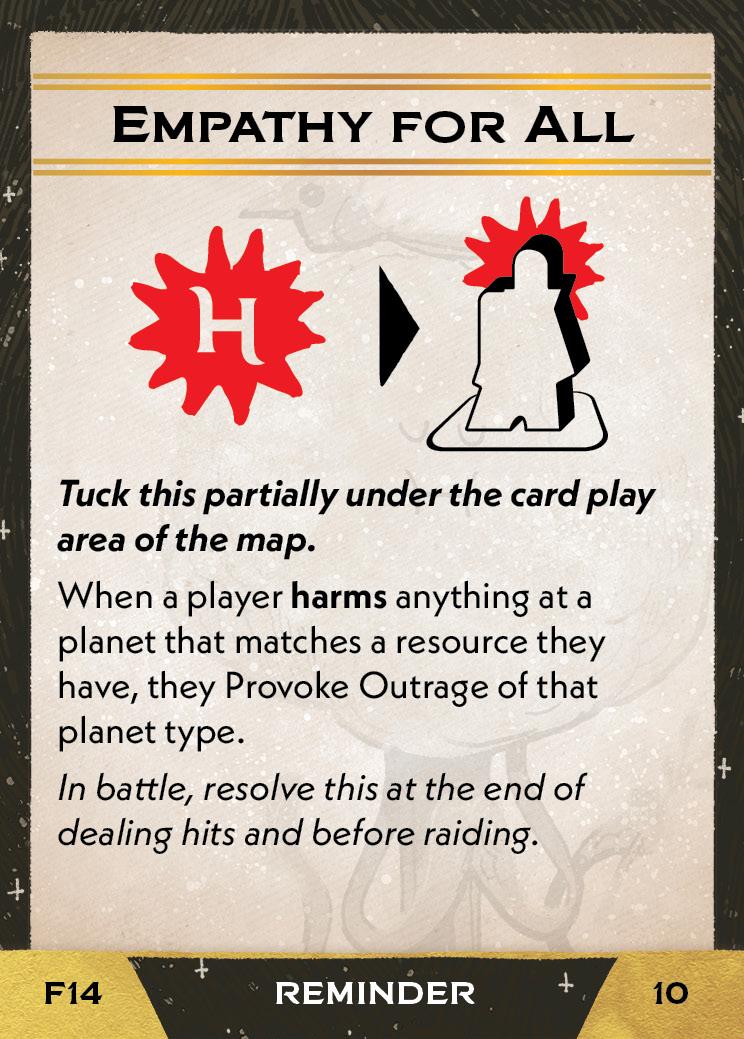 EMPATHY FOR ALL
H
Tuck this partially under the card play
area of the map.
When a player harms anything at a
planet that matches a resource they
have, they Provoke Outrage of that
planet type.
In battle, resolve this at the end of
dealing hits and before raiding.
F14
REMINDER
10